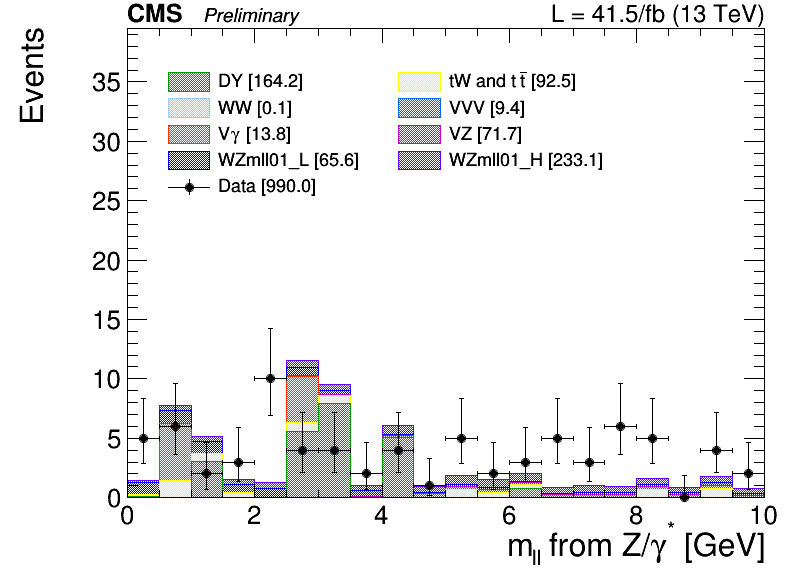 CMS Preliminary L = 41.5/fb (13 TeV)
Events
35
30
25
20
15
10
5
0
DY [164.2]
tW and tt̅ [92.5]
WW [0.1]
VVV [9.4]
Vγ [13.8]
VZ [71.7]
WZmll01_L [65.6]
WZmll01_H [233.1]
Data [990.0]
0 2 4 6 8 10
m_ll from Z/γ* [GeV]